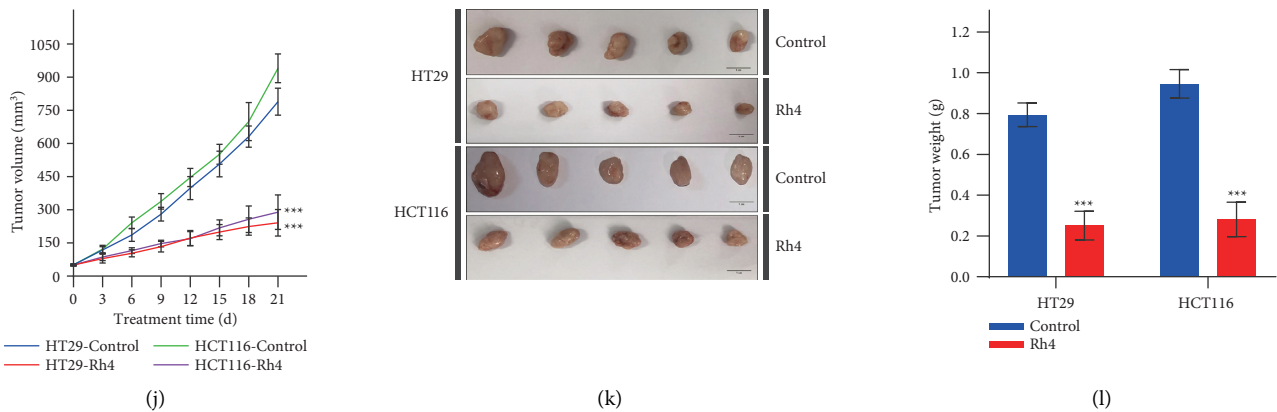 Tumor volume (mm³)
1050
900
750
600
450
300
150
0
0 3 6 9 12 15 18 21
Treatment time (d)
***
***
HT29-Control
HCT116-Control
HT29-Rh4
HCT116-Rh4
(j)
HT29
HCT116
Control
Rh4
Control
Rh4
(k)
Tumor weight (g)
1.2
1.0
0.8
0.6
0.4
0.2
0.0
***
***
HT29 HCT116
Control
Rh4
(l)